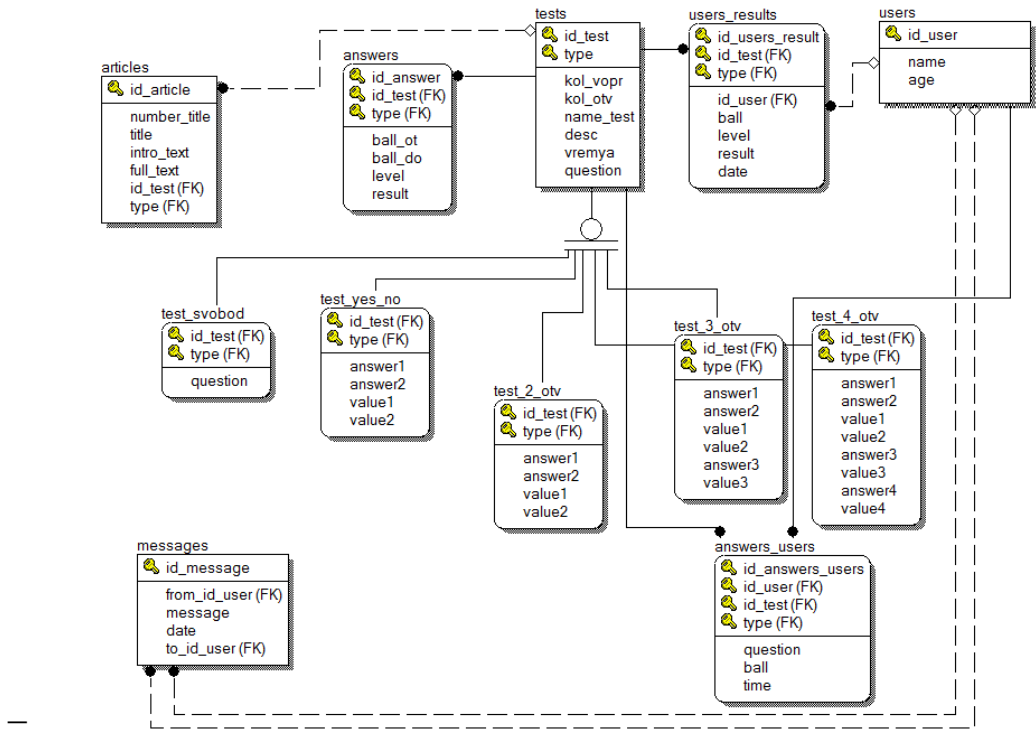 tests
id_test
type
kol_vopr
kol_otv
name_test
desc
vremya
question
users_results
id_users_result
id_test (FK)
type (FK)
id_user (FK)
ball
level
result
date
users
id_user
name
age
articles
id_article
number_title
title
intro_text
full_text
id_test (FK)
type (FK)
answers
id_answer
id_test (FK)
type (FK)
ball_ot
ball_do
level
result
test_svobod
id_test (FK)
type (FK)
question
test_yes_no
id_test (FK)
type (FK)
answer1
answer2
value1
value2
test_2_otv
id_test (FK)
type (FK)
answer1
answer2
value1
value2
test_3_otv
id_test (FK)
type (FK)
answer1
answer2
value1
value2
answer3
value3
test_4_otv
id_test (FK)
type (FK)
answer1
answer2
value1
value2
answer3
value3
answer4
value4
messages
id_message
from_id_user (FK)
message
date
to_id_user (FK)
answers_users
id_answers_users
id_user (FK)
id_test (FK)
type (FK)
question
ball
time